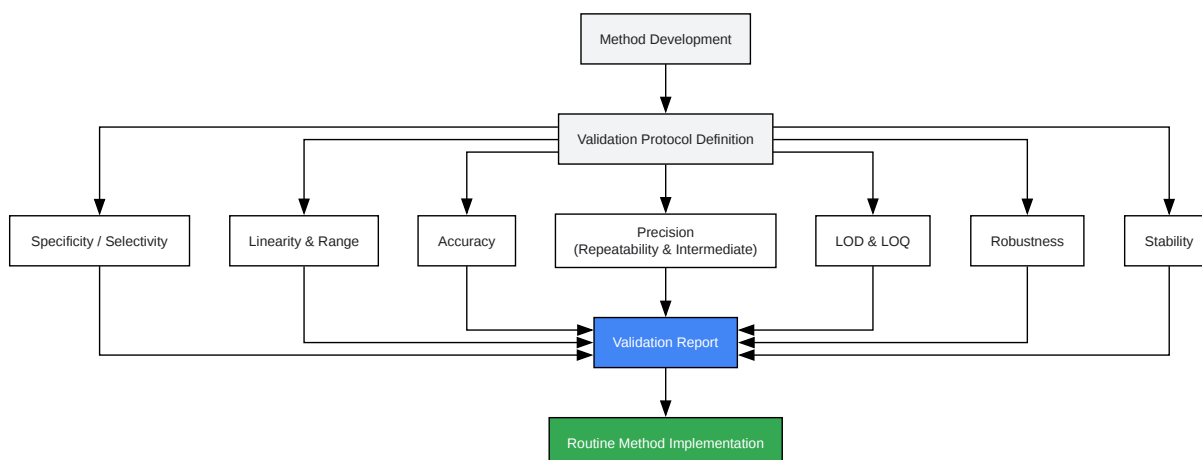 Method Development
Validation Protocol Definition
Specificity / Selectivity
Linearity & Range
Accuracy
Precision
(Repeatability & Intermediate)
LOD & LOQ
Robustness
Stability
Validation Report
Routine Method Implementation